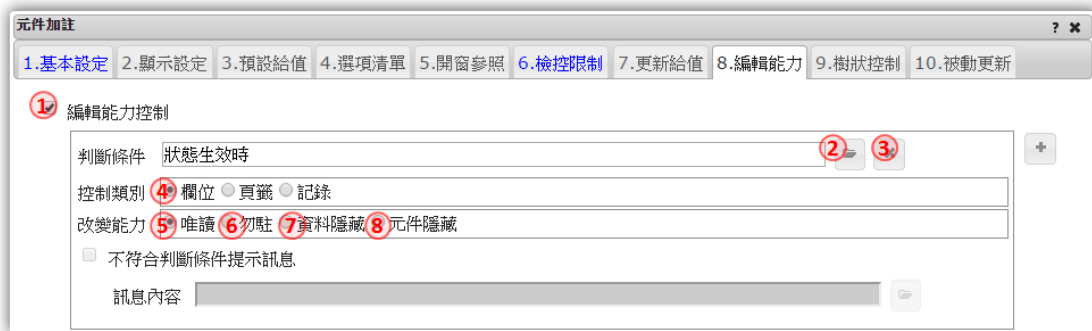 元件加註 ? ✖
1.基本設定 2.顯示設定 3.預設給值 4.選項清單 5.開窗參照 6.檢控限制 7.更新給值 8.編輯能力 9.樹狀控制 10.被動更新
1 編輯能力控制
判斷條件 狀態生效時 2 3 +
控制類別 4 欄位 頁籤 記錄
改變能力 5 唯讀 6 勿駐 7 資料隱藏 8 元件隱藏
不符合判斷條件提示訊息
訊息內容